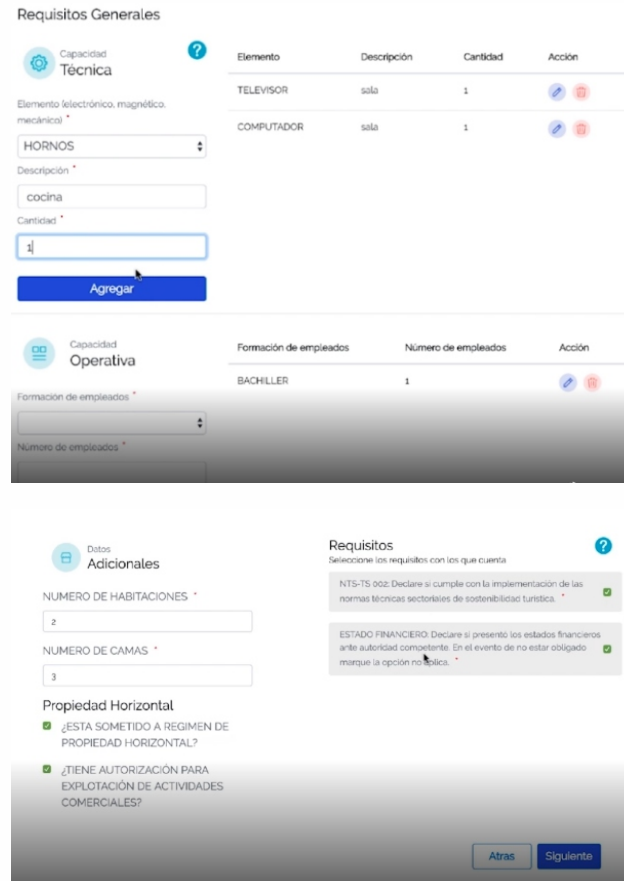 Requisitos Generales
Capacidad
Técnica
?
Elemento (electrónico, magnético,
mecánico) *
HORNOS
Descripción *
cocina
Cantidad *
1
Agregar
Elemento Descripción Cantidad Acción
TELEVISOR sala 1
COMPUTADOR sala 1
Capacidad
Operativa
Formación de empleados *
Número de empleados *
Formación de empleados Número de empleados Acción
BACHILLER 1
Datos
Adicionales
NUMERO DE HABITACIONES *
2
NUMERO DE CAMAS *
3
Propiedad Horizontal
¿ESTA SOMETIDO A REGIMEN DE
PROPIEDAD HORIZONTAL?
¿TIENE AUTORIZACIÓN PARA
EXPLOTACIÓN DE ACTIVIDADES
COMERCIALES?
Requisitos
?
Seleccione los requisitos con los que cuenta
NTS-TS 002: Declare si cumple con la implementación de las
normas técnicas sectoriales de sostenibilidad turística. *
ESTADO FINANCIERO: Declare si presento los estados financieros
ante autoridad competente. En el evento de no estar obligado
marque la opción no aplica. *
Atras
Siguiente